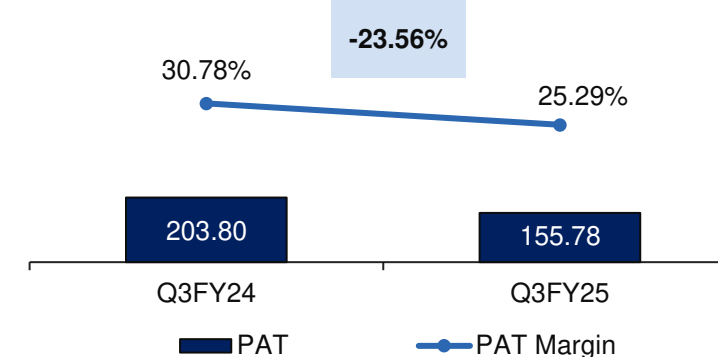 -23.56%
30.78%
25.29%
203.80
155.78
Q3FY24
Q3FY25
PAT
PAT Margin